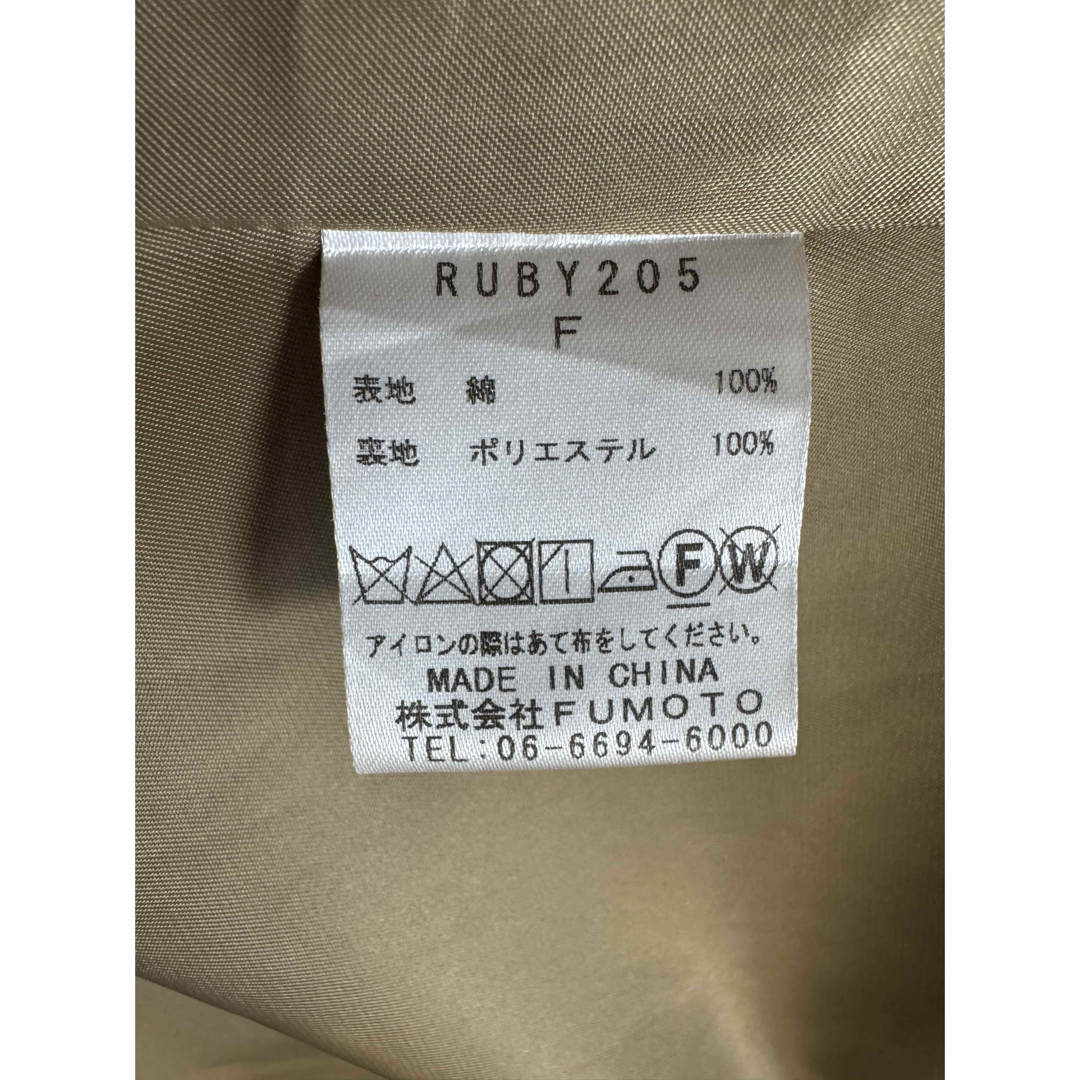 RUBY205
F
表地 綿 100%
裏地 ポリエステル 100%
F W
アイロンの際はあて布をしてください。
MADE IN CHINA
株式会社FUMOTO
TEL:06-6694-6000